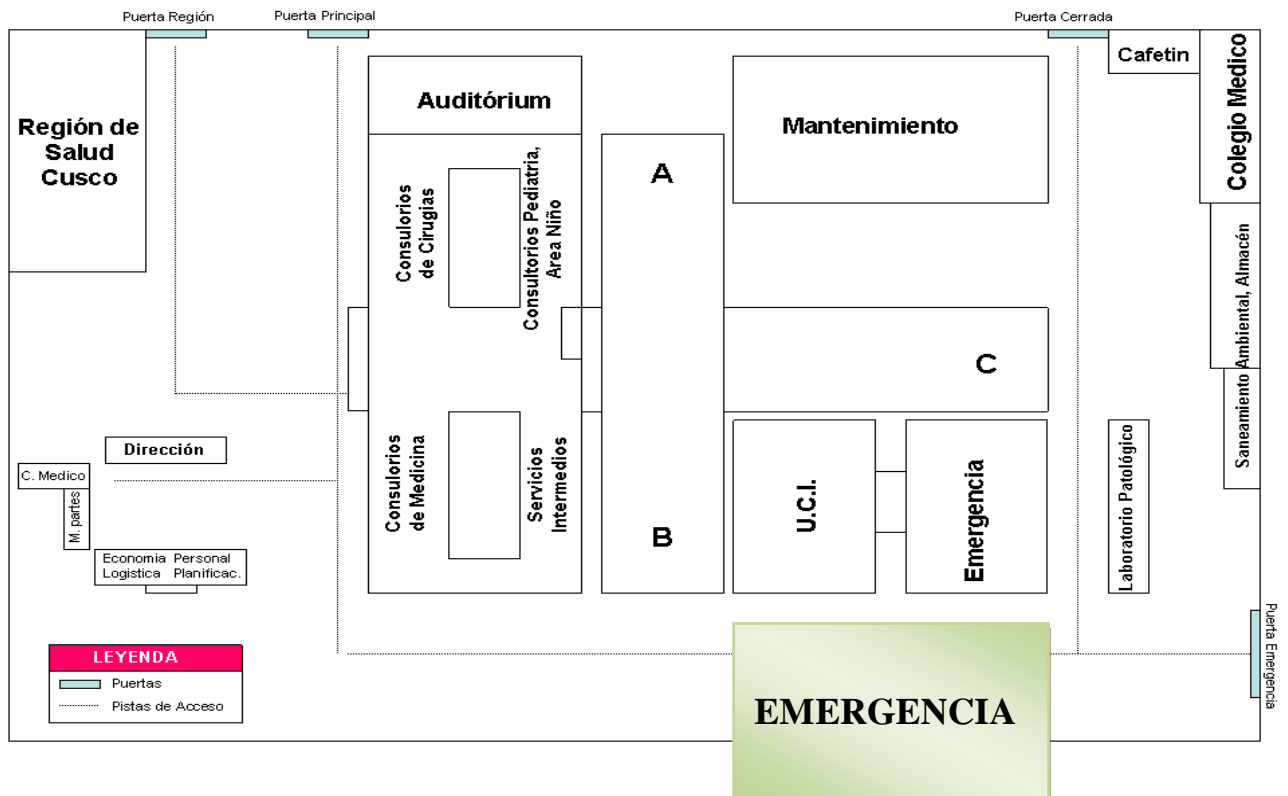 Puerta Región
Puerta Principal
Puerta Cerrada
Región de
Salud
Cusco
Auditórium
Mantenimiento
Cafetin
Colegio Medico
Consulorios
de Cirugias
Consultorios Pediatria,
Area Niño
A
Saneamiento Ambiental, Almacén
C
Dirección
C. Medico
M. partes
Economia Personal
Logistica Planificac.
Consulorios
de Medicina
Servicios
Intermedios
B
U.C.I.
Emergencia
Laboratorio Patológico
Puerta Emergencia
LEYENDA
Puertas
Pistas de Acceso
EMERGENCIA